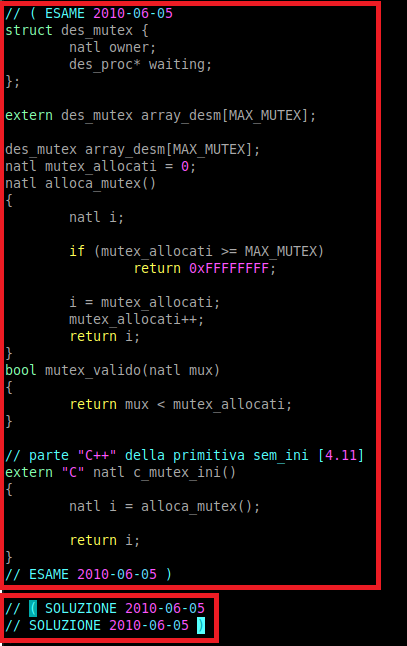 // ( ESAME 2010-06-05
struct des_mutex {
        natl owner;
        des_proc* waiting;
};

extern des_mutex array_desm[MAX_MUTEX];

des_mutex array_desm[MAX_MUTEX];
natl mutex_allocati = 0;
natl alloca_mutex()
{
        natl i;

        if (mutex_allocati >= MAX_MUTEX)
                return 0xFFFFFFFF;

        i = mutex_allocati;
        mutex_allocati++;
        return i;
}
bool mutex_valido(natl mux)
{
        return mux < mutex_allocati;
}

// parte "C++" della primitiva sem_ini [4.11]
extern "C" natl c_mutex_ini()
{
        natl i = alloca_mutex();

        return i;
}
// ESAME 2010-06-05 )

// ( SOLUZIONE 2010-06-05
// SOLUZIONE 2010-06-05 )